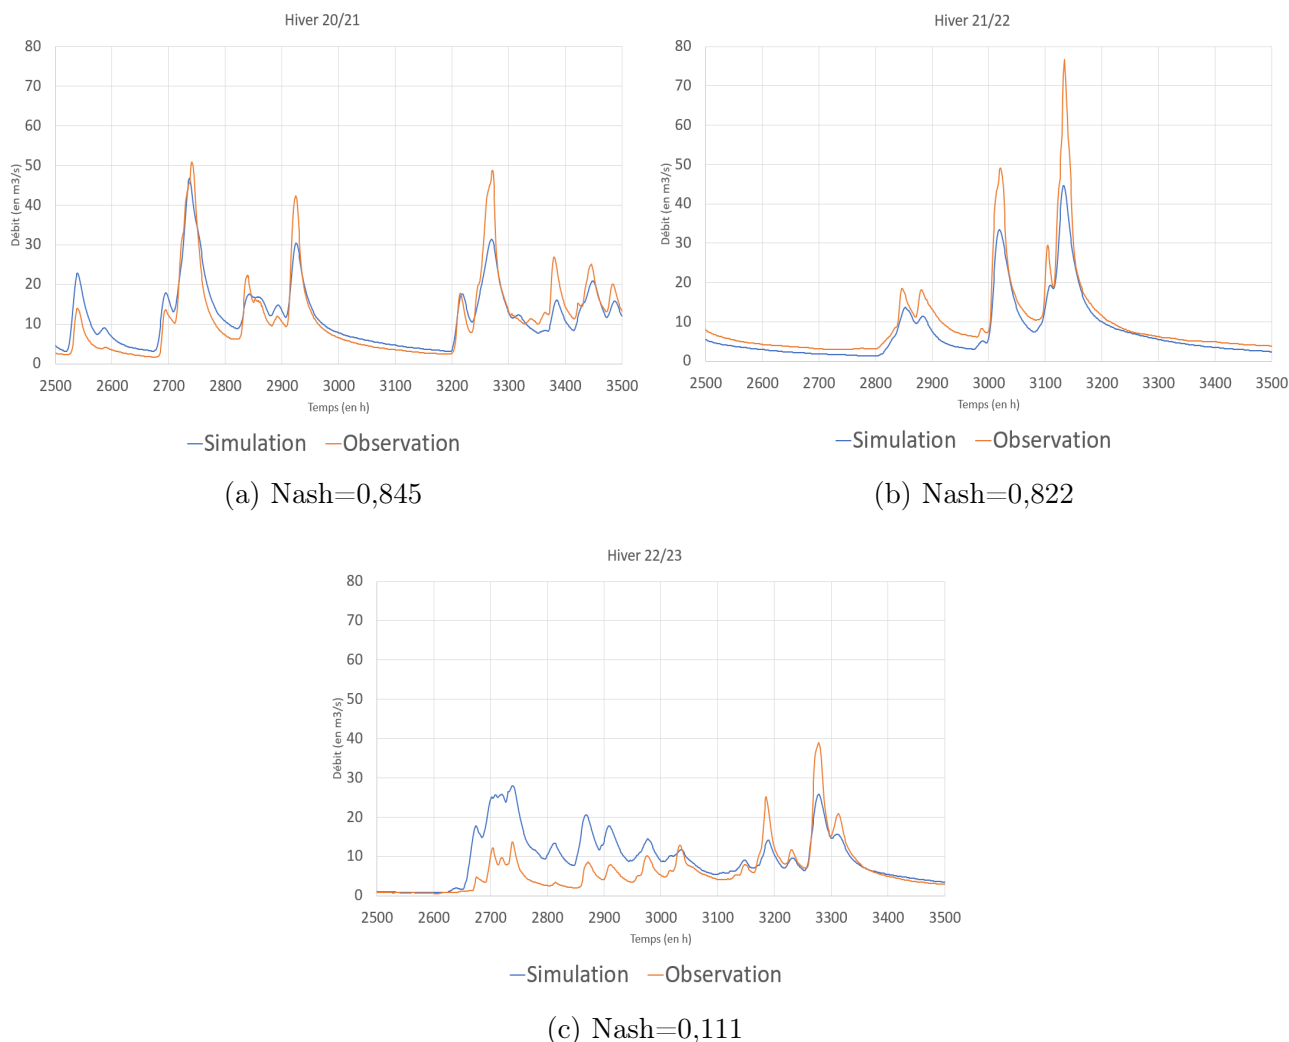 Hiver 20/21
80
70
60
50
40
30
20
10
0
Débit (en m3/s)
2500 2600 2700 2800 2900 3000 3100 3200 3300 3400 3500
Temps (en h)
Simulation Observation
(a) Nash=0,845
Hiver 21/22
80
70
60
50
40
30
20
10
0
Débit (en m3/s)
2500 2600 2700 2800 2900 3000 3100 3200 3300 3400 3500
Temps (en h)
Simulation Observation
(b) Nash=0,822
Hiver 22/23
80
70
60
50
40
30
20
10
0
Débit (en m3/s)
2500 2600 2700 2800 2900 3000 3100 3200 3300 3400 3500
Temps (en h)
Simulation Observation
(c) Nash=0,111